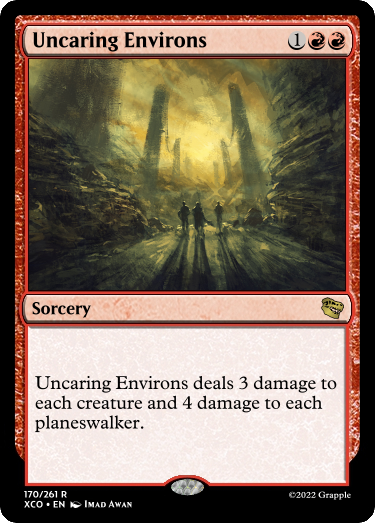 Uncaring Environs 1
Sorcery
Uncaring Environs deals 3 damage to
each creature and 4 damage to each
planeswalker.
170/261 R
XCO • EN Imad Awan
©2022 Grapple